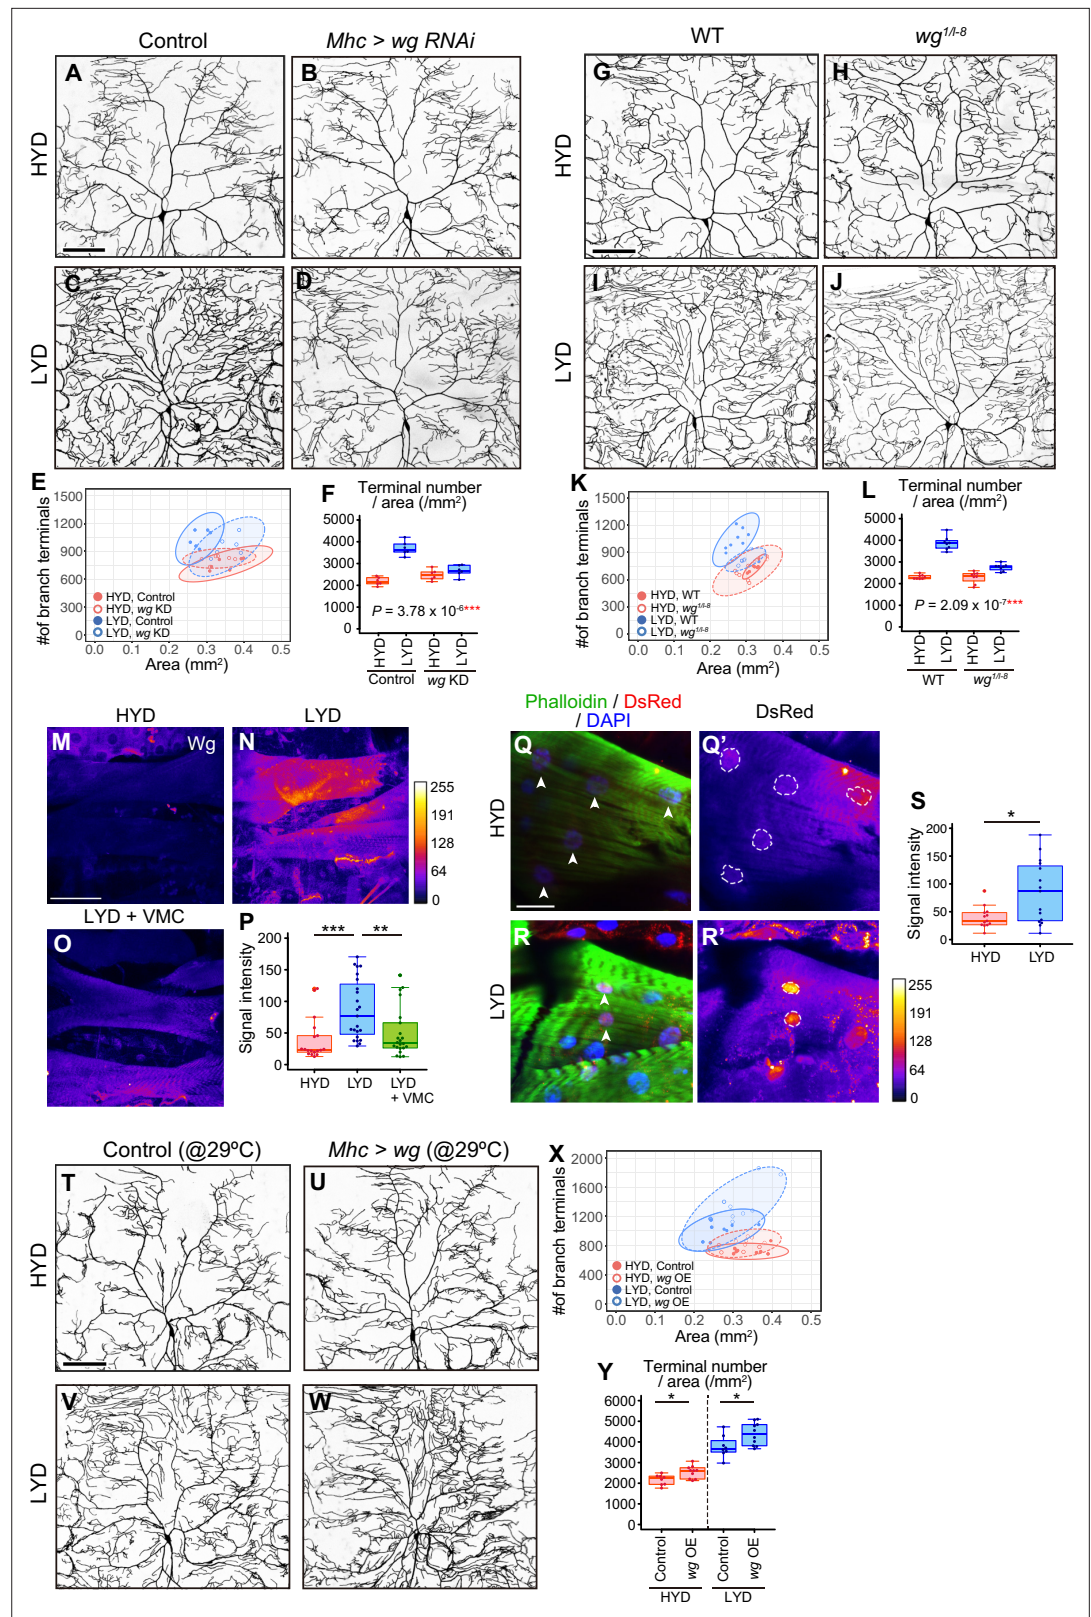 Control
Mhc > wg RNAi
WT
wg1/l-8
HYD
A
B
HYD
G
H
LYD
C
D
LYD
I
J
E
#of branch terminals
1500
1200
900
600
300
0
HYD, Control
HYD, wg KD
LYD, Control
LYD, wg KD
0.0 0.1 0.2 0.3 0.4 0.5
Area (mm2)
F
Terminal number
/ area (/mm2)
5000
4000
3000
2000
1000
0
P = 3.78 x 10-6***
HYD LYD HYD LYD
Control wg KD
K
#of branch terminals
1500
1200
900
600
300
0
HYD, WT
HYD, wg1/l-8
LYD, WT
LYD, wg1/l-8
0.0 0.1 0.2 0.3 0.4 0.5
Area (mm2)
L
Terminal number
/ area (/mm2)
5000
4000
3000
2000
1000
0
P = 2.09 x 10-7***
HYD LYD HYD LYD
WT wg1/l-8
HYD
LYD
M
Wg
N
255
191
128
64
0
LYD + VMC
O
P
Signal intensity
200
150
100
50
0
*** **
HYD LYD LYD
+ VMC
Phalloidin / DsRed
/ DAPI
DsRed
HYD
Q
Q'
LYD
R
R'
255
191
128
64
0
S
Signal intensity
200
150
100
50
0
*
HYD LYD
Control (@29ºC)
Mhc > wg (@29ºC)
HYD
T
U
LYD
V
W
X
#of branch terminals
2000
1600
1200
800
400
0
HYD, Control
HYD, wg OE
LYD, Control
LYD, wg OE
0.0 0.1 0.2 0.3 0.4 0.5
Area (mm2)
Y
Terminal number
/ area (/mm2)
6000
5000
4000
3000
2000
1000
0
* *
Control wg OE Control wg OE
HYD LYD